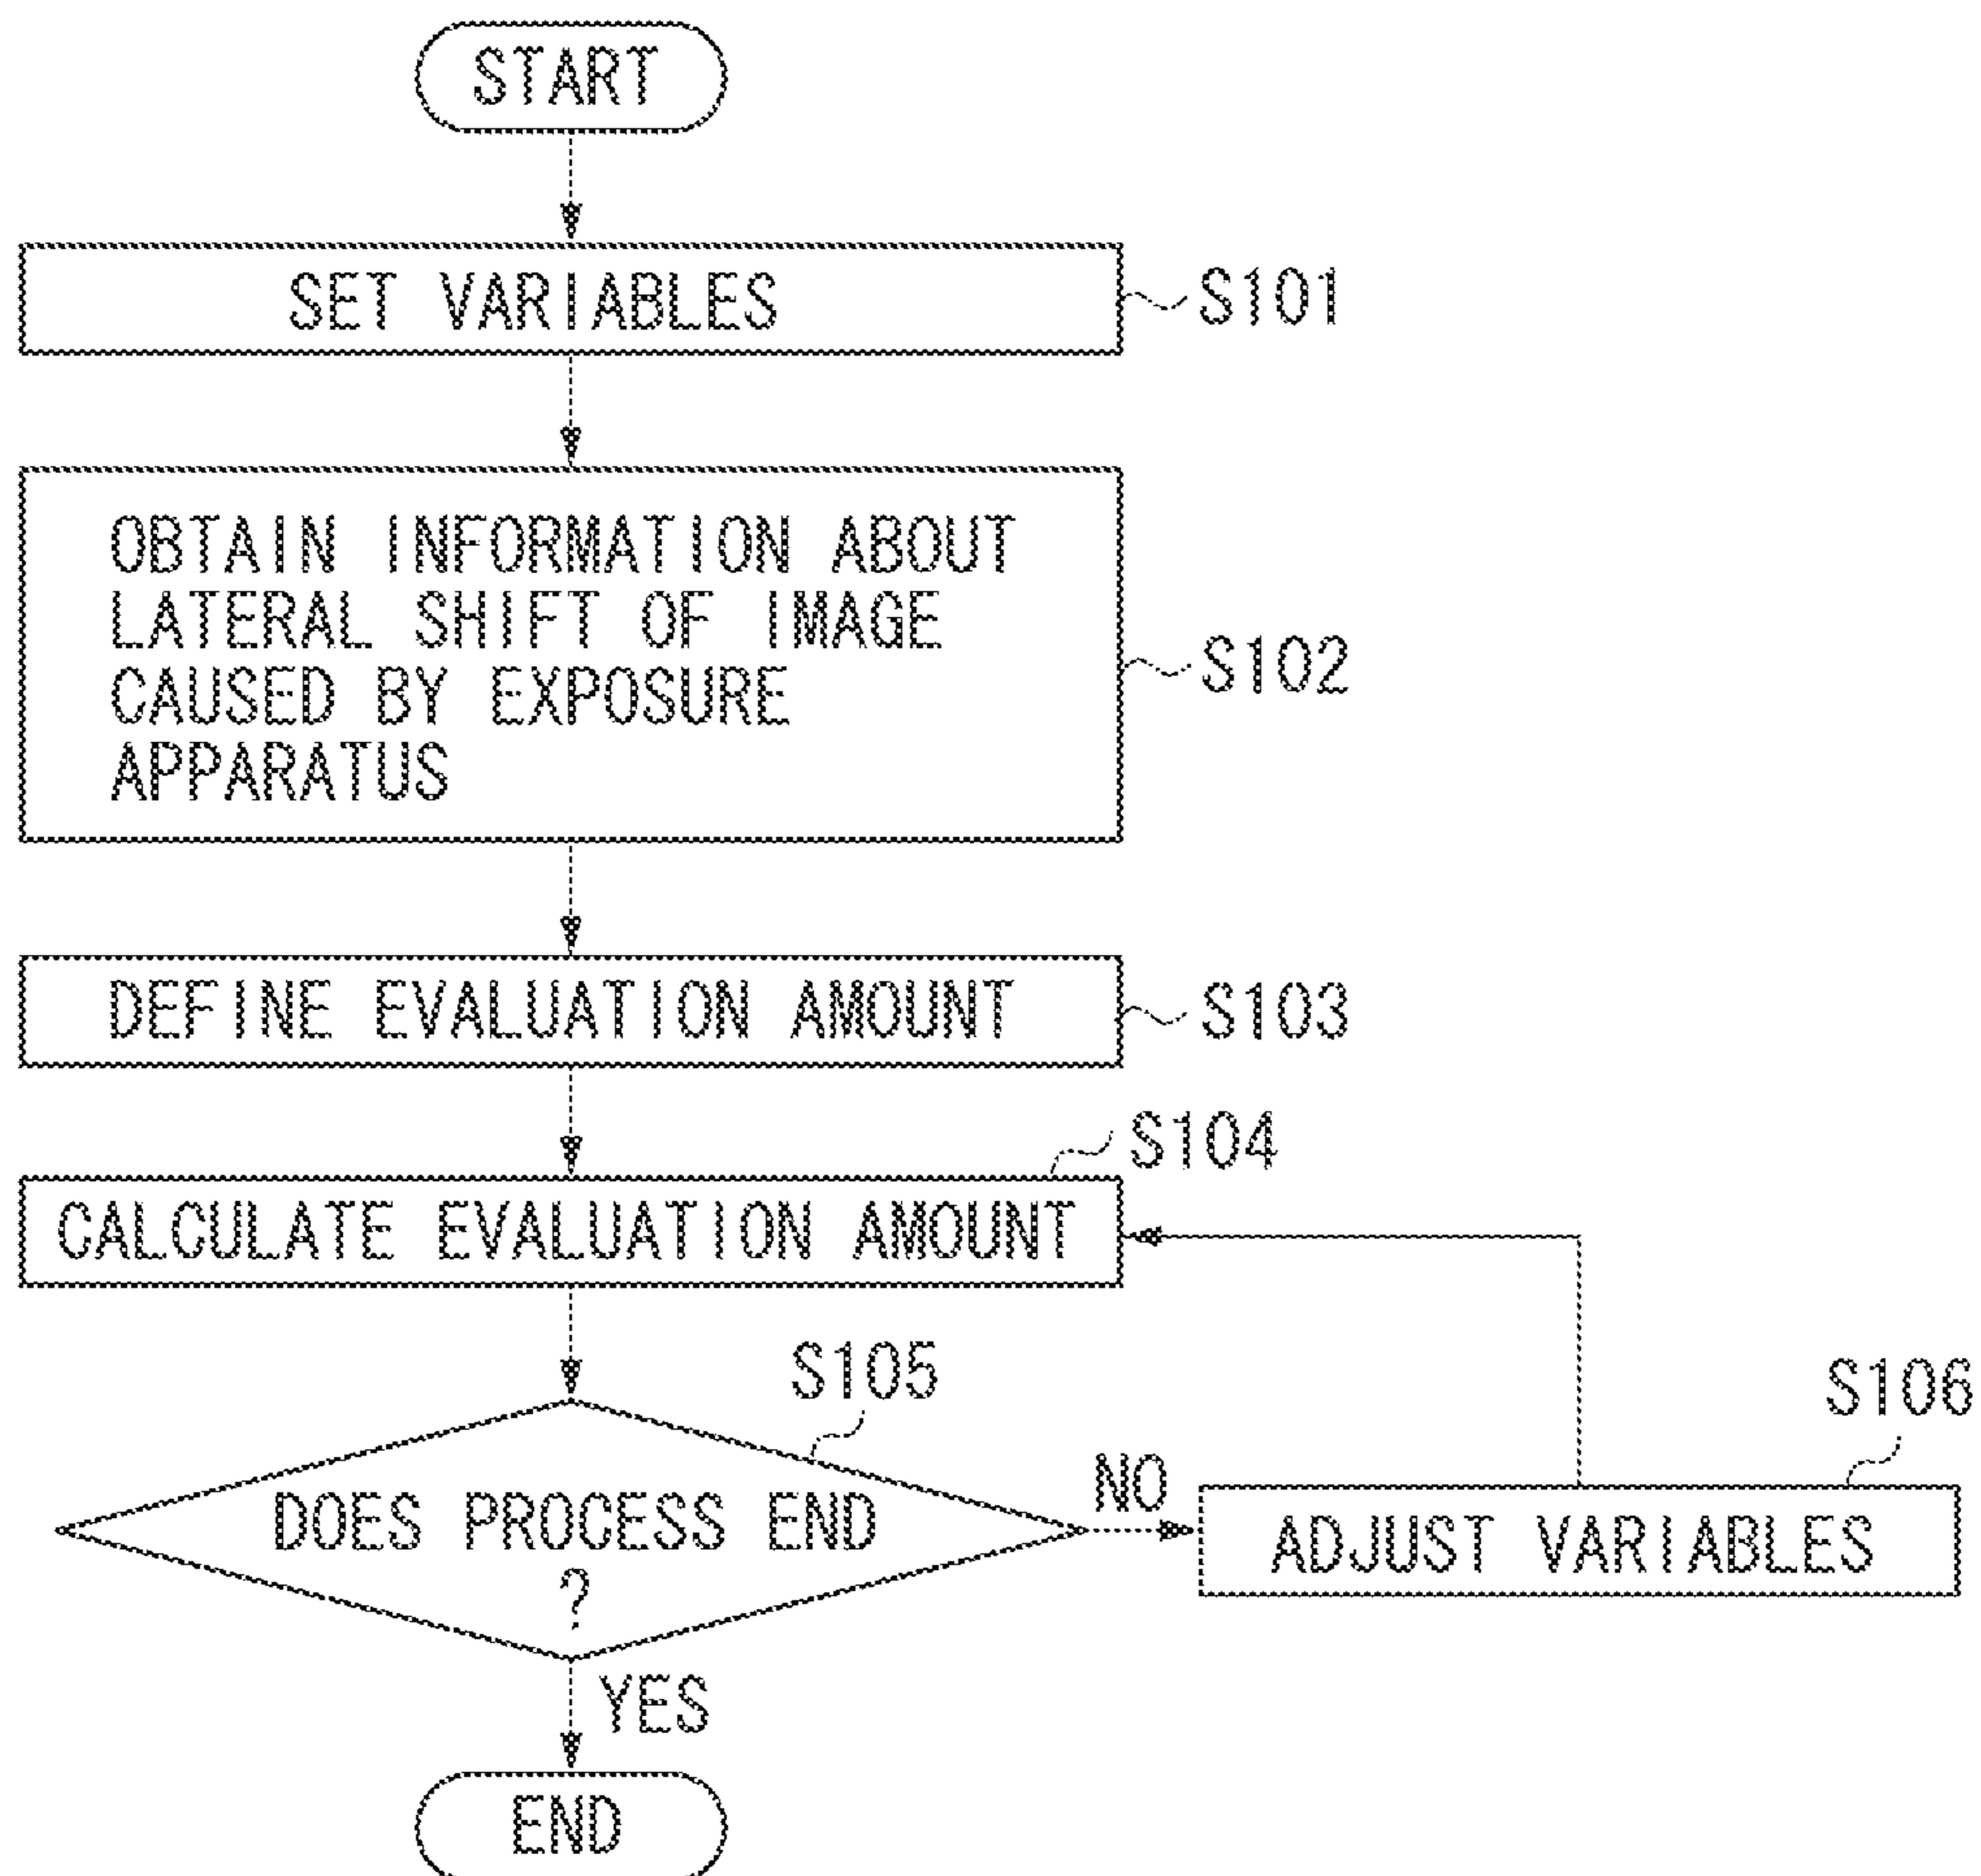 START
SET VARIABLES
S101
OBTAIN INFORMATION ABOUT
LATERAL SHIFT OF IMAGE
CAUSED BY EXPOSURE
APPARATUS
S102
DEFINE EVALUATION AMOUNT
S103
S104
CALCULATE EVALUATION AMOUNT
S105
DOES PROCESS END
?
NO
S106
ADJUST VARIABLES
YES
END